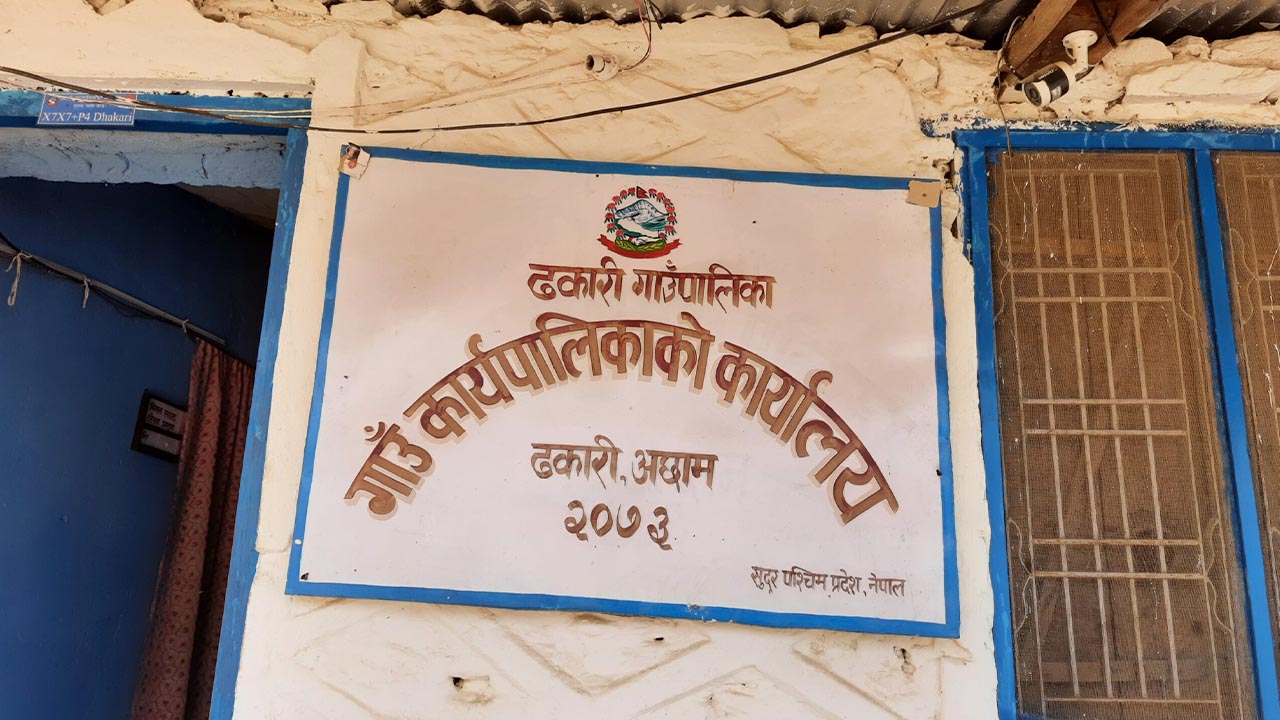 X7X7+P4 Dhakari
ढकारी गाउँपालिका
गाउँ कार्यपालिकाको कार्यालय
ढकारी, अछाम
२०७३
सुदूर पश्चिम प्रदेश, नेपाल